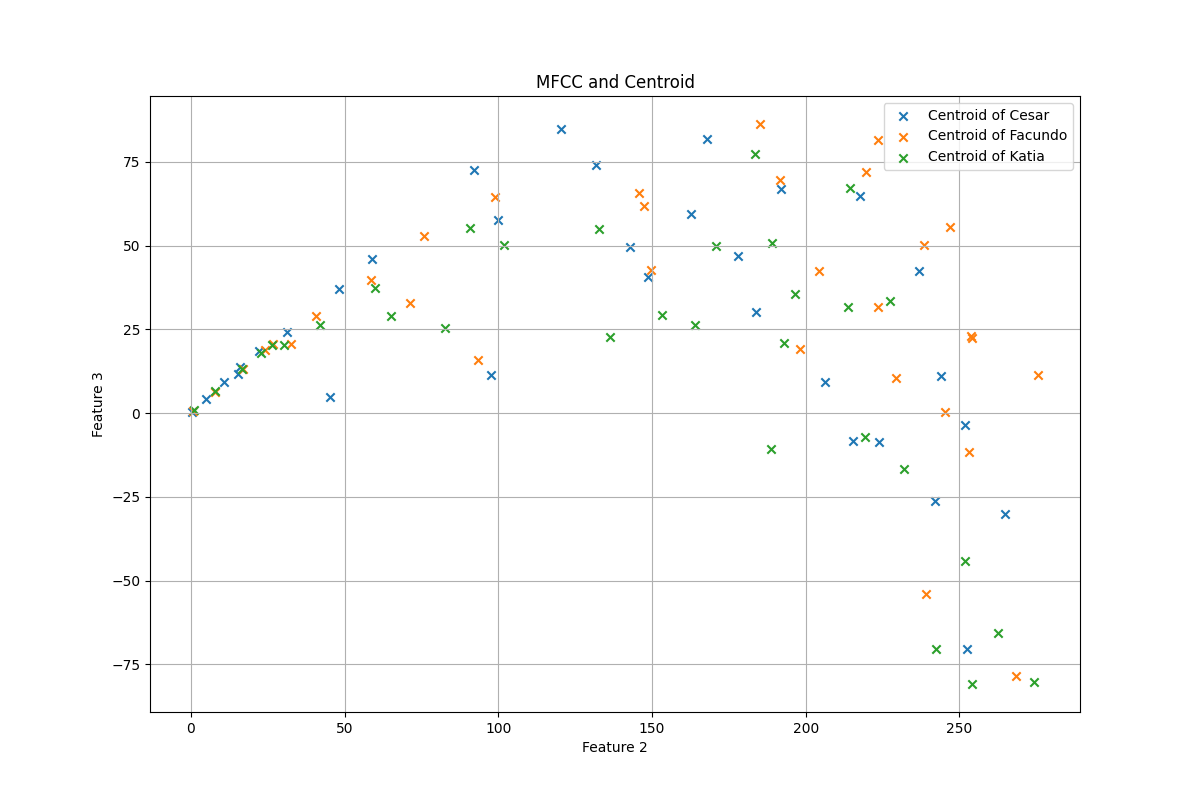 MFCC and Centroid
Centroid of Cesar
Centroid of Facundo
Centroid of Katia
75
50
25
0
−25
−50
−75
Feature 3
0 50 100 150 200 250
Feature 2